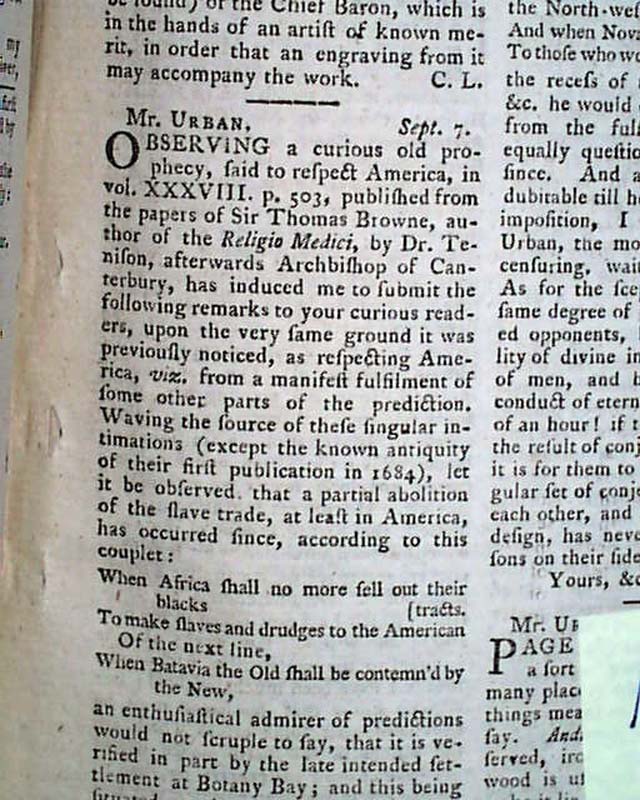 be found) of the Chief Baron, which is
in the hands of an artiſt of known me-
rit, in order that an engraving from it
may accompany the work. C. L.
Mr. URBAN, Sept. 7.
OBSERVING a curious old pro-
phecy, ſaid to reſpect America, in
vol. XXXVIII. p. 503, publiſhed from
the papers of Sir Thomas Browne, au-
thor of the Religio Medici, by Dr. Te-
niſon, afterwards Archbiſhop of Can-
terbury, has induced me to ſubmit the
following remarks to your curious read-
ers, upon the very ſame ground it was
previouſly noticed, as reſpecting Ame-
rica, viz. from a manifeſt fulfilment of
ſome other parts of the prediction.
Waving the ſource of theſe ſingular in-
timations (except the known antiquity
of their firſt publication in 1684), let
it be obſerved that a partial abolition
of the ſlave trade, at leaſt in America,
has occurred ſince, according to this
couplet:
When Africa ſhall no more ſell out their
blacks [tracts.
To make ſlaves and drudges to the American
Of the next line,
When Batavia the Old ſhall be contemn'd by
the New,
an enthuſiaſtical admirer of predictions
would not ſcruple to ſay, that it is ve-
rified in part by the late intended ſet-
tlement at Botany Bay; and this being
ſituated
the North-weſ
And when Nova
To thoſe who wo
the receſs of
&c. he would
from the fulf
equally queſtio
ſince. And a
dubitable till h
impoſition, I
Urban, the mo
cenſuring, wait
As for the ſce
ſame degree of
ed opponents,
lity of divine in
of men, and
conduct of etern
of an hour! if t
the reſult of conj
it is for them to
gular ſet of conje
each other, and
deſign, has neve
ſons on their ſide
Yours, &c
Mr. UR
PAGE
a ſort
many place
things mea
ſay. And
ſerved, iro
wood is uſ